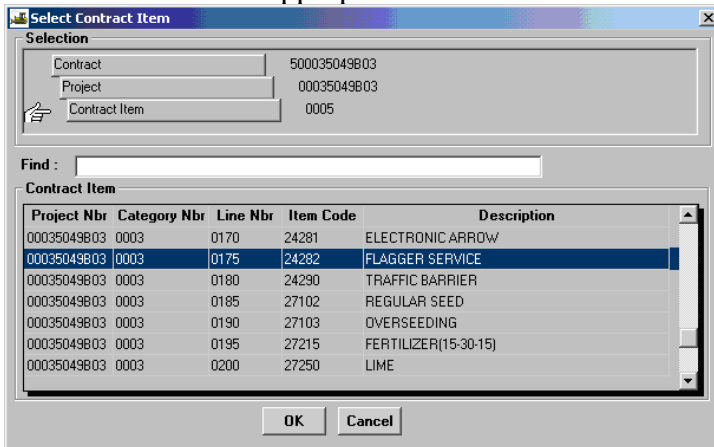 Select Contract Item
Selection
Contract 500035049B03
Project 00035049B03
Contract Item 0005
Find :
Contract Item
Project Nbr Category Nbr Line Nbr Item Code Description
00035049B03 0003 0170 24281 ELECTRONIC ARROW
00035049B03 0003 0175 24282 FLAGGER SERVICE
00035049B03 0003 0180 24290 TRAFFIC BARRIER
00035049B03 0003 0185 27102 REGULAR SEED
00035049B03 0003 0190 27103 OVERSEEDING
00035049B03 0003 0195 27215 FERTILIZER(15-30-15)
00035049B03 0003 0200 27250 LIME
OK Cancel